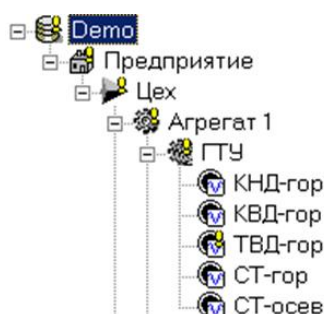 Demo
Предприятие
Цех
Агрегат 1
ГТУ
КНД-гор
КВД-гор
ТВД-гор
СТ-гор
СТ-осев